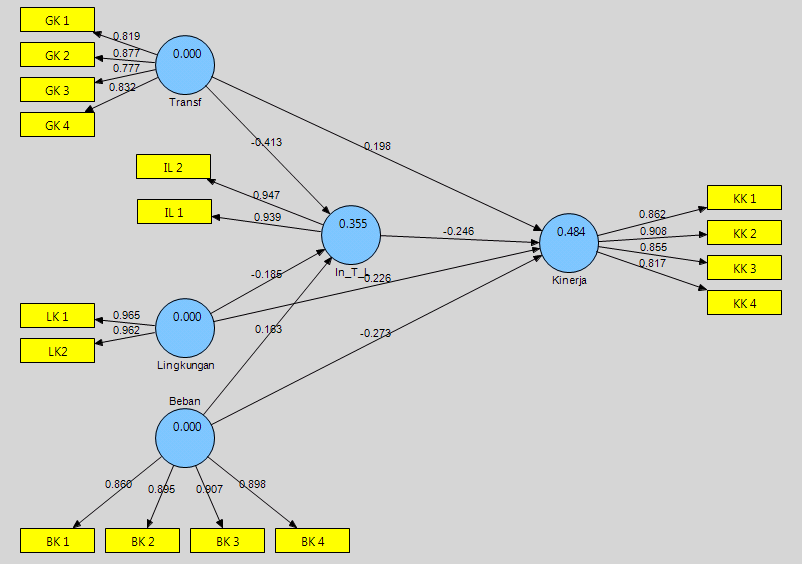 GK 1
GK 2
GK 3
GK 4
0.819
0.877
0.777
0.832
0.000
Transf
-0.413
0.198
IL 2
IL 1
0.947
0.939
0.355
In_T_L
-0.246
0.484
Kinerja
0.862
0.908
0.855
0.817
KK 1
KK 2
KK 3
KK 4
-0.185
0.226
LK 1
LK2
0.965
0.962
0.000
Lingkungan
0.163
-0.273
Beban
0.000
0.860
0.895
0.907
0.898
BK 1
BK 2
BK 3
BK 4